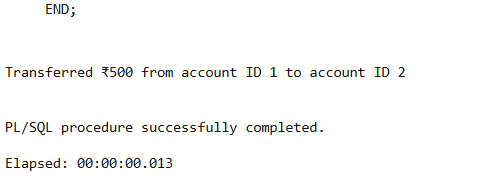 END;
Transferred ₹500 from account ID 1 to account ID 2
PL/SQL procedure successfully completed.
Elapsed: 00:00:00.013